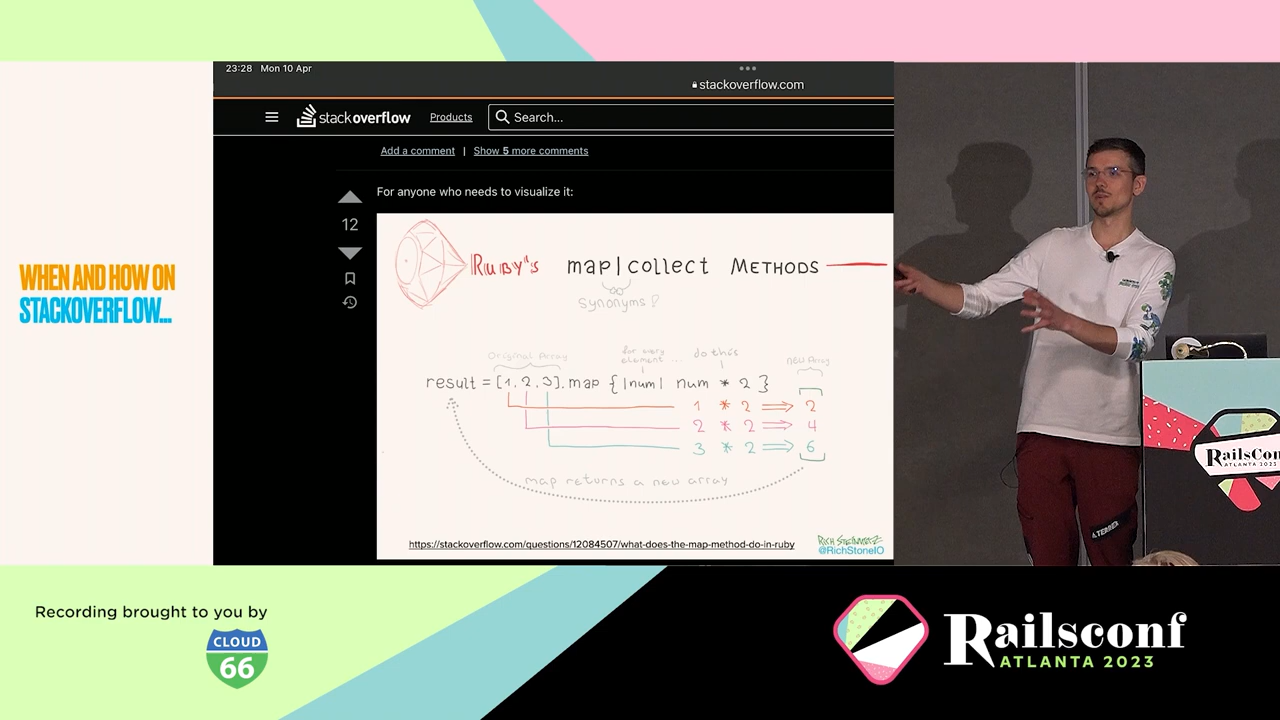 WHEN AND HOW ON
STACKOVERFLOW...
23:28 Mon 10 Apr
stackoverflow.com
stackoverflow
Products
Search...
Add a comment | Show 5 more comments
For anyone who needs to visualize it:
12
Ruby's map|collect METHODS
synonyms!
Original Array
for every
element ...
do this
new Array
result = [1, 2, 3].map { |num| num * 2 }
1 * 2 ⟹ 2
2 * 2 ⟹ 4
3 * 2 ⟹ 6
map returns a new array
https://stackoverflow.com/questions/12084507/what-does-the-map-method-do-in-ruby
@RichStoneIO
RAILSCON
ATLANTA 2023
A.TERREX
Recording brought to you by
CLOUD
66
Railsconf
ATLANTA 2023